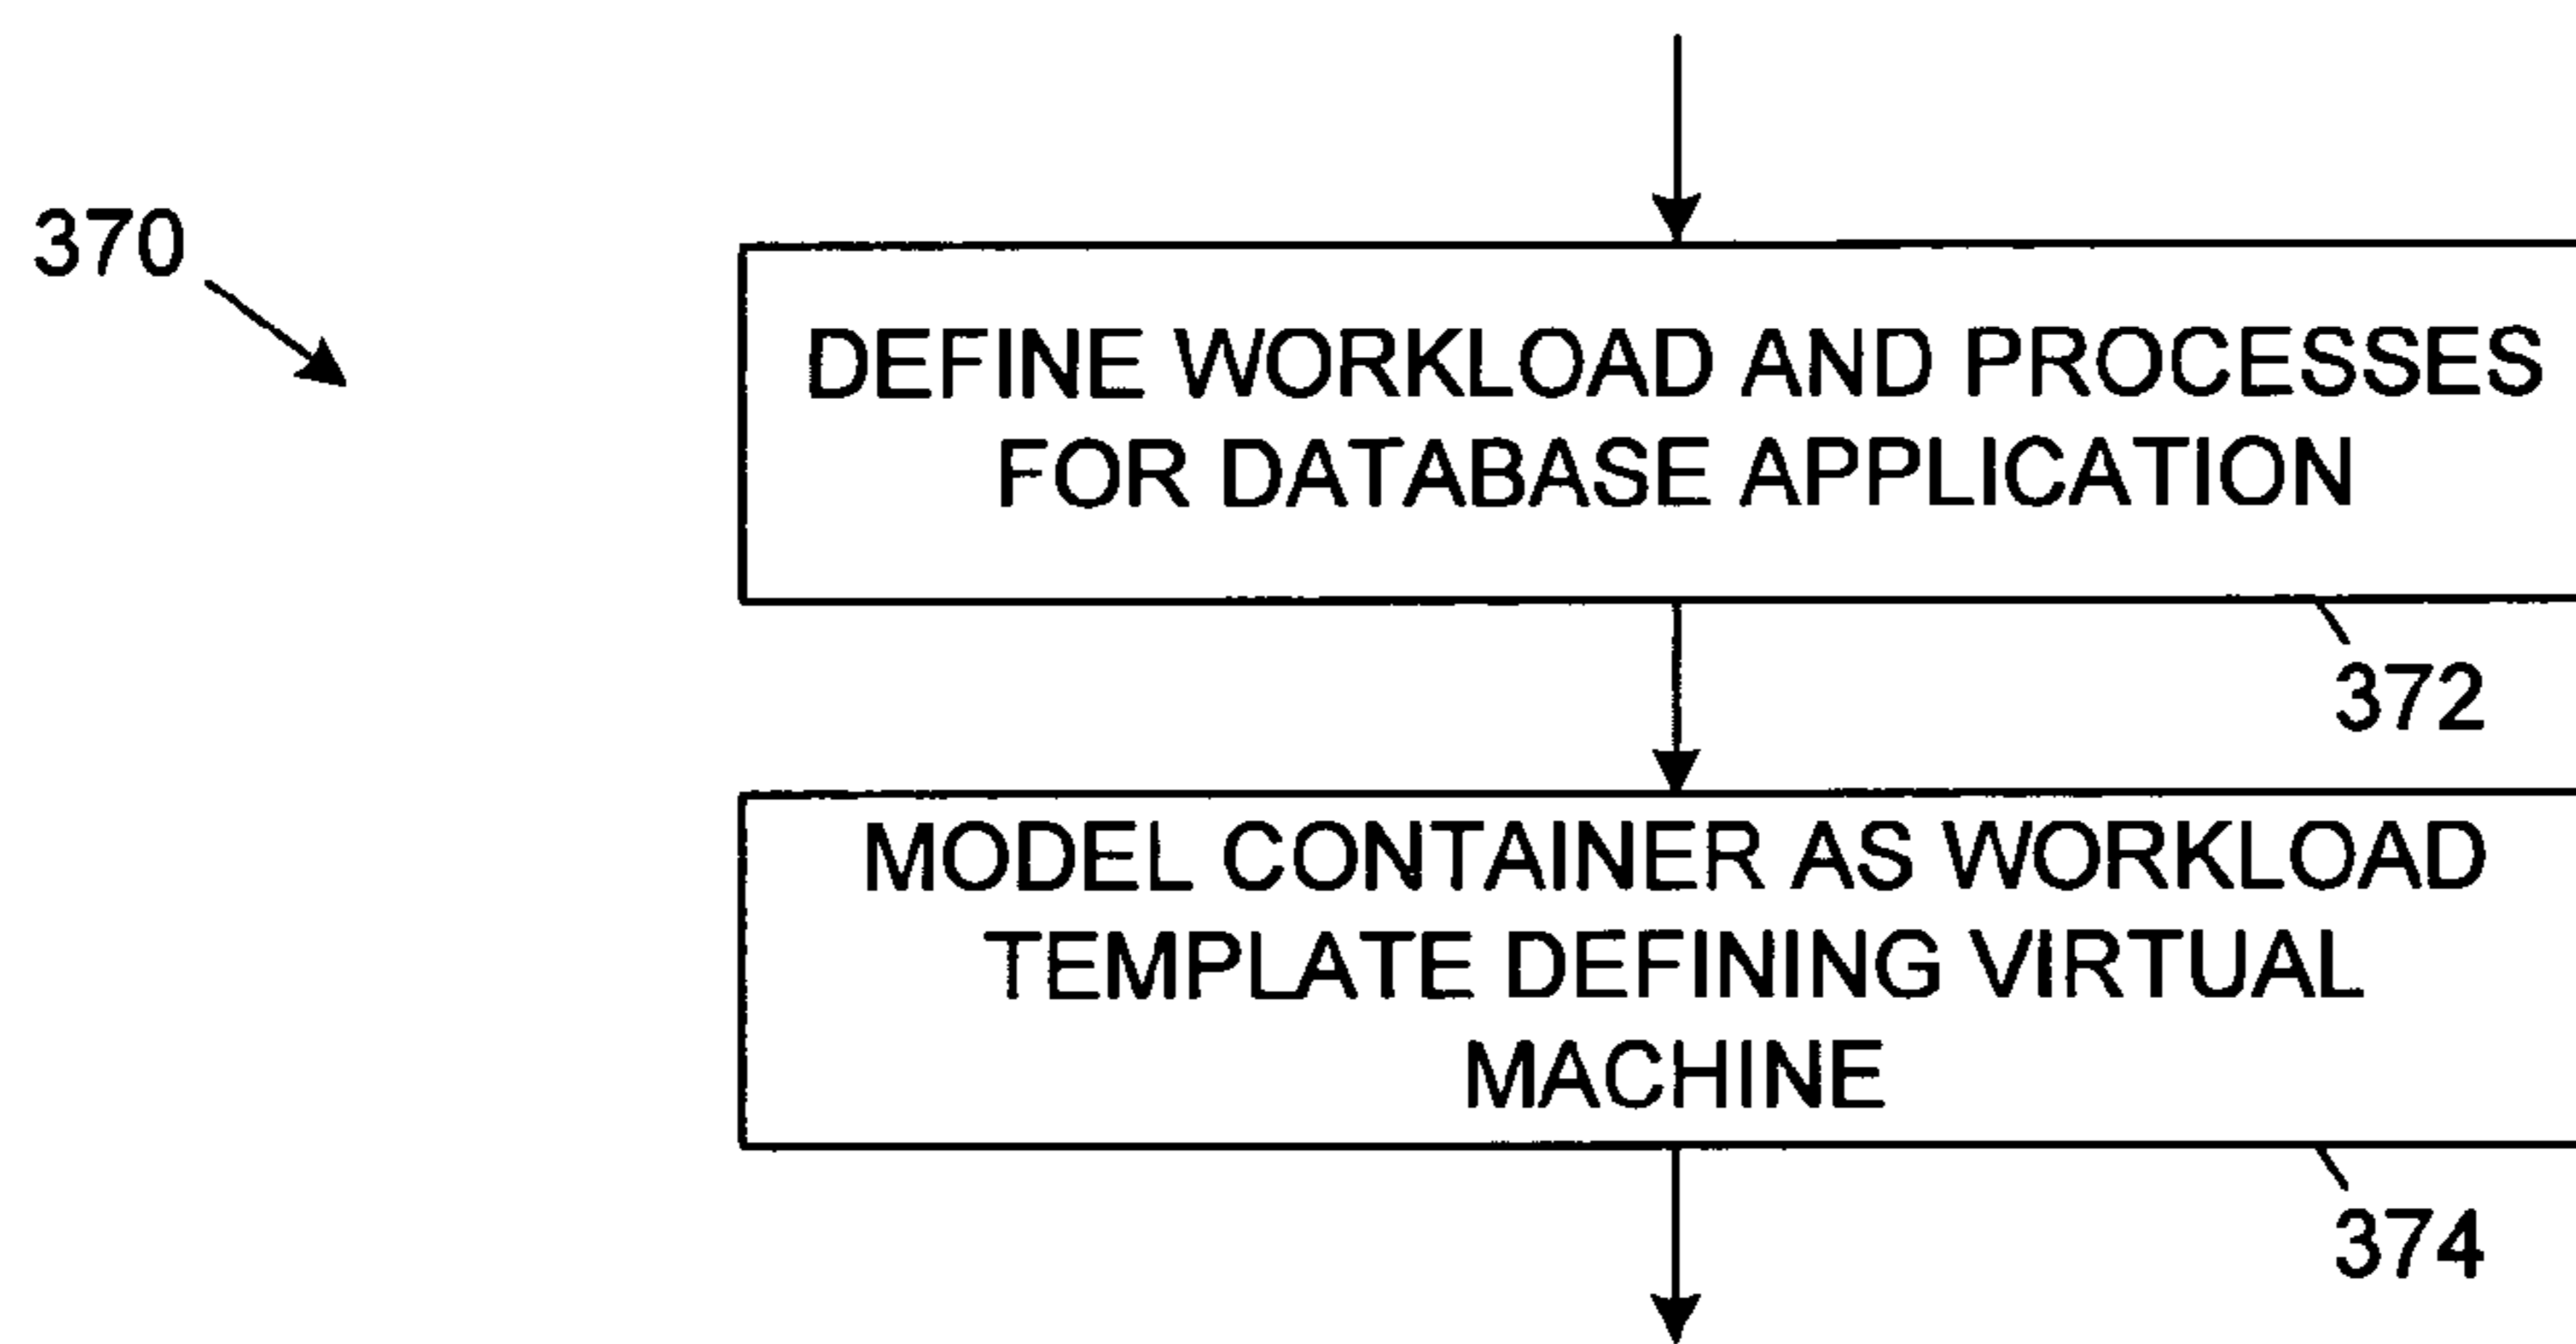 370
DEFINE WORKLOAD AND PROCESSES
FOR DATABASE APPLICATION
372
MODEL CONTAINER AS WORKLOAD
TEMPLATE DEFINING VIRTUAL
MACHINE
374